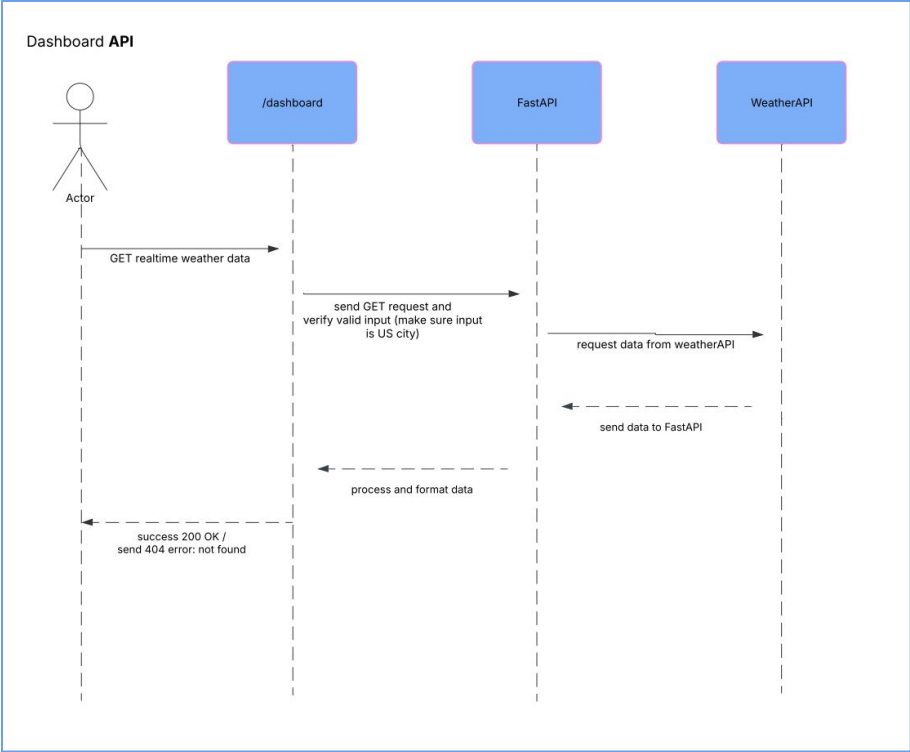 Dashboard API
/dashboard
FastAPI
WeatherAPI
Actor
GET realtime weather data
send GET request and
verify valid input (make sure input
is US city)
request data from weatherAPI
send data to FastAPI
process and format data
success 200 OK /
send 404 error: not found